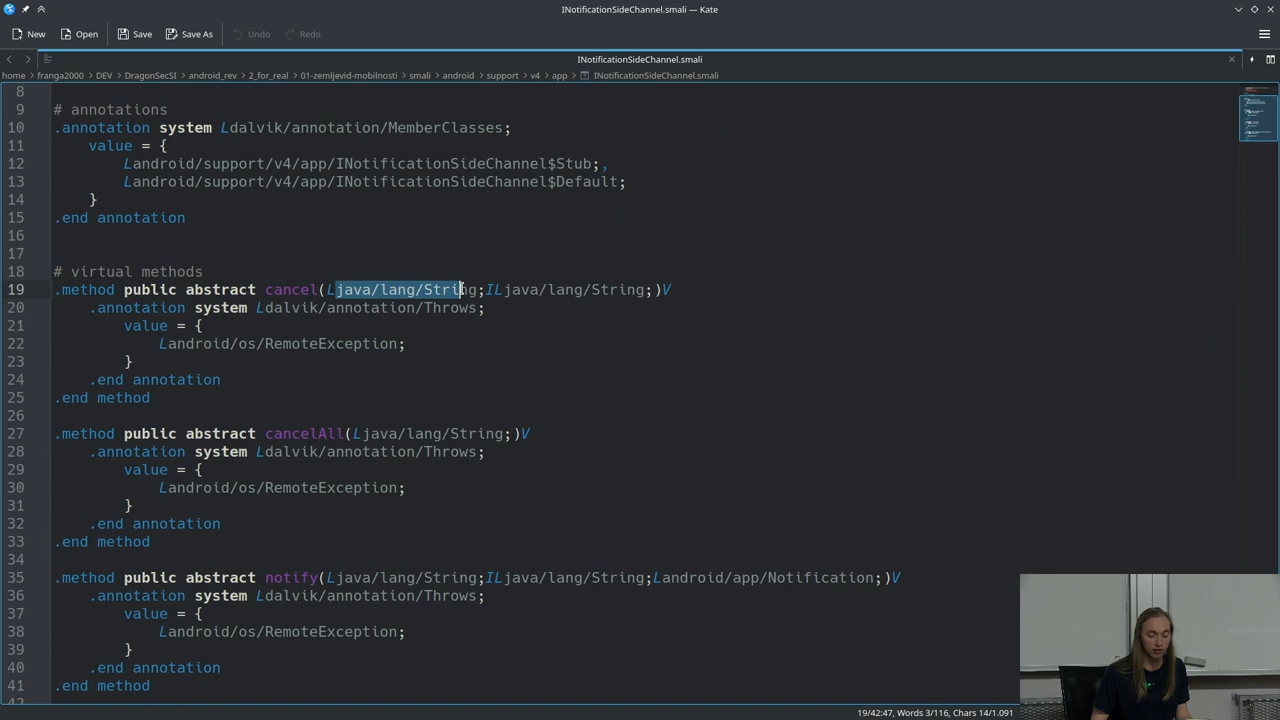 INotificationSideChannel.smali — Kate
New Open Save Save As Undo Redo
INotificationSideChannel.smali
home franga2000 DEV DragonSecSI android_rev 2_for_real 01-zemljevid-mobilnosti smali android support v4 app INotificationSideChannel.smali
8
9 # annotations
10 .annotation system Ldalvik/annotation/MemberClasses;
11     value = {
12         Landroid/support/v4/app/INotificationSideChannel$Stub;,
13         Landroid/support/v4/app/INotificationSideChannel$Default;
14     }
15 .end annotation
16
17
18 # virtual methods
19 .method public abstract cancel(Ljava/lang/String;ILjava/lang/String;)V
20     .annotation system Ldalvik/annotation/Throws;
21         value = {
22             Landroid/os/RemoteException;
23         }
24     .end annotation
25 .end method
26
27 .method public abstract cancelAll(Ljava/lang/String;)V
28     .annotation system Ldalvik/annotation/Throws;
29         value = {
30             Landroid/os/RemoteException;
31         }
32     .end annotation
33 .end method
34
35 .method public abstract notify(Ljava/lang/String;ILjava/lang/String;Landroid/app/Notification;)V
36     .annotation system Ldalvik/annotation/Throws;
37         value = {
38             Landroid/os/RemoteException;
39         }
40     .end annotation
41 .end method
42
19/42:47, Words 3/116, Chars 14/1.091